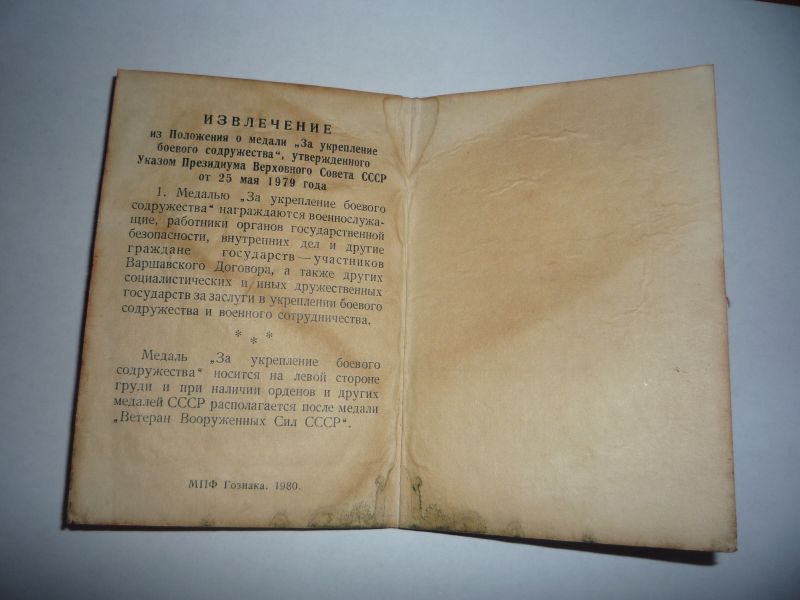 ИЗВЛЕЧЕНИЕ
из Положения о медали „За укрепление
боевого содружества“, утвержденного
Указом Президиума Верховного Совета СССР
от 25 мая 1979 года
1. Медалью „За укрепление боевого
содружества“ награждаются военнослужа-
щие, работники органов государственной
безопасности, внутренних дел и другие
граждане государств — участников
Варшавского Договора, а также других
социалистических и иных дружественных
государств за заслуги в укреплении боевого
содружества и военного сотрудничества.
* * *
Медаль „За укрепление боевого
содружества“ носится на левой стороне
груди и при наличии орденов и других
медалей СССР располагается после медали
„Ветеран Вооруженных Сил СССР“.
МПФ Гознака. 1980.